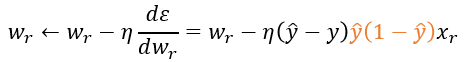 w_r ← w_r − η dε/dw_r = w_r − η(ŷ − y)ŷ(1 − ŷ)x_r